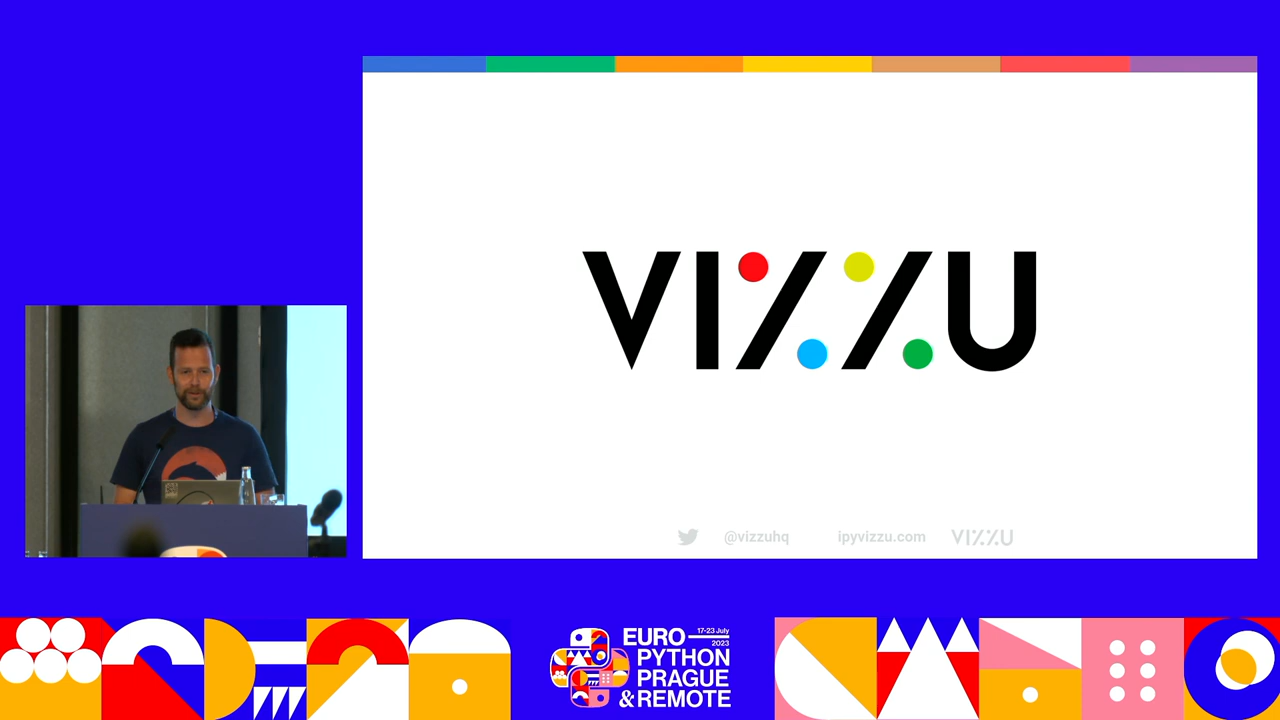 VIZZU
@vizzuhq
ipyvizzu.com
VIZZU
EURO
17-23 July
2023
PYTHON
PRAGUE
& REMOTE